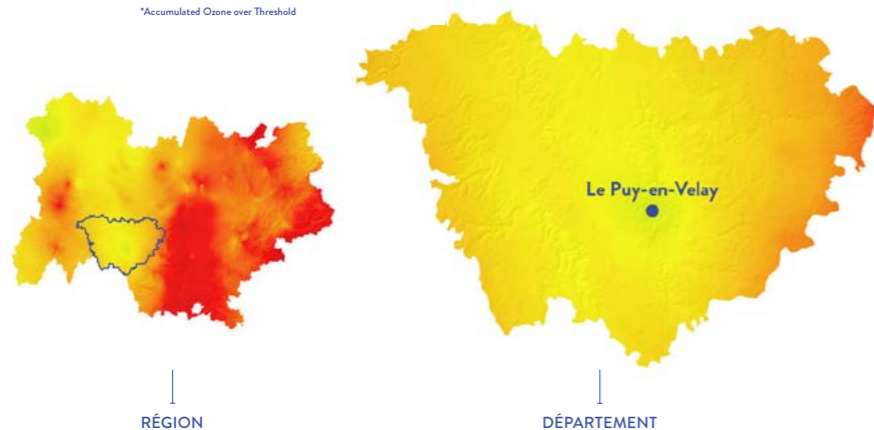 *Accumulated Ozone over Threshold
Le Puy-en-Velay
RÉGION
DÉPARTEMENT